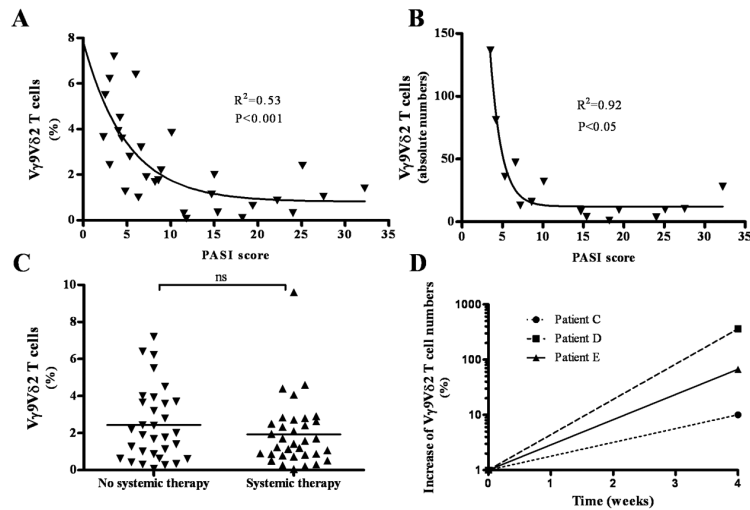 A
Vγ9Vδ2 T cells
(%)
8
6
4
2
0
R²=0.53
P<0.001
0 5 10 15 20 25 30 35
PASI score
B
Vγ9Vδ2 T cells
(absolute numbers)
150
100
50
0
R²=0.92
P<0.05
0 5 10 15 20 25 30 35
PASI score
C
Vγ9Vδ2 T cells
(%)
10
8
6
4
2
0
ns
No systemic therapy Systemic therapy
D
Increase of Vγ9Vδ2 T cell numbers
(%)
1000
100
10
1
Patient C
Patient D
Patient E
0 1 2 3 4
Time (weeks)